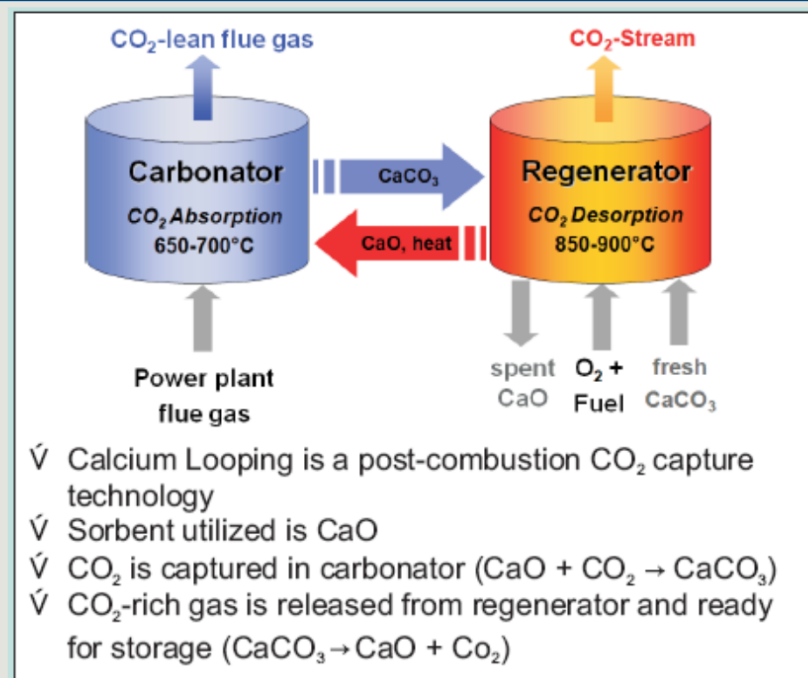 CO₂-lean flue gas
CO₂-Stream
Carbonator
CO₂ Absorption
650-700°C
CaCO₃
CaO, heat
Regenerator
CO₂ Desorption
850-900°C
Power plant
flue gas
spent
CaO
O₂ +
Fuel
fresh
CaCO₃
V́ Calcium Looping is a post-combustion CO₂ capture
technology
V́ Sorbent utilized is CaO
V́ CO₂ is captured in carbonator (CaO + CO₂ → CaCO₃)
V́ CO₂-rich gas is released from regenerator and ready
for storage (CaCO₃→CaO + Co₂)